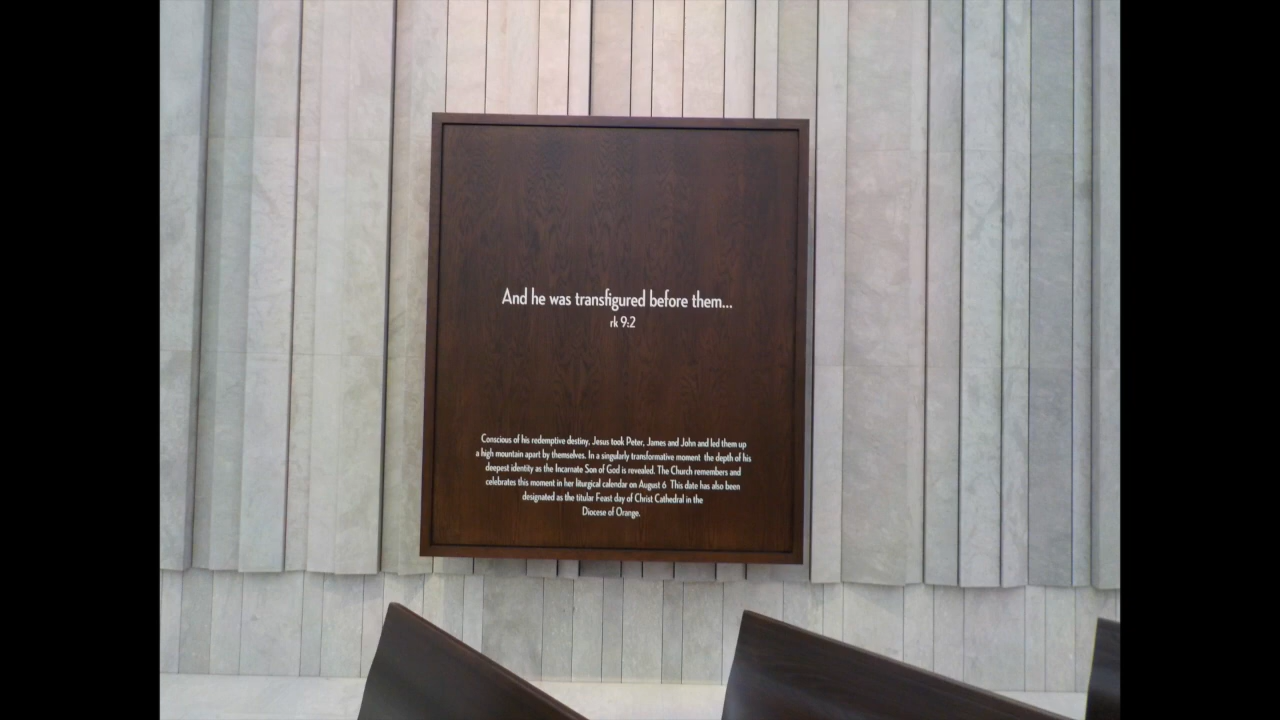 And he was transfigured before them...
rk 9:2
Conscious of his redemptive destiny, Jesus took Peter, James and John and led them up
a high mountain apart by themselves. In a singularly transformative moment the depth of his
deepest identity as the Incarnate Son of God is revealed. The Church remembers and
celebrates this moment in her liturgical calendar on August 6 This date has also been
designated as the titular Feast day of Christ Cathedral in the
Diocese of Orange.